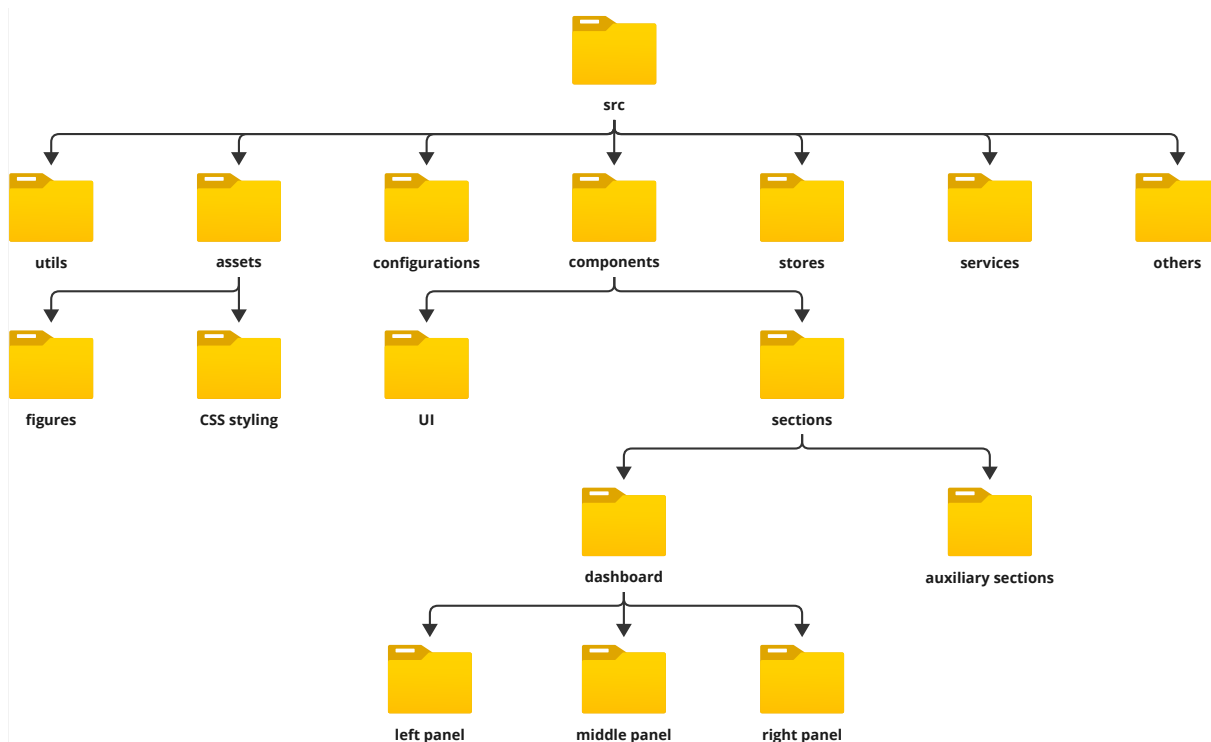 src
utils
assets
configurations
components
stores
services
others
figures
CSS styling
UI
sections
dashboard
auxiliary sections
left panel
middle panel
right panel